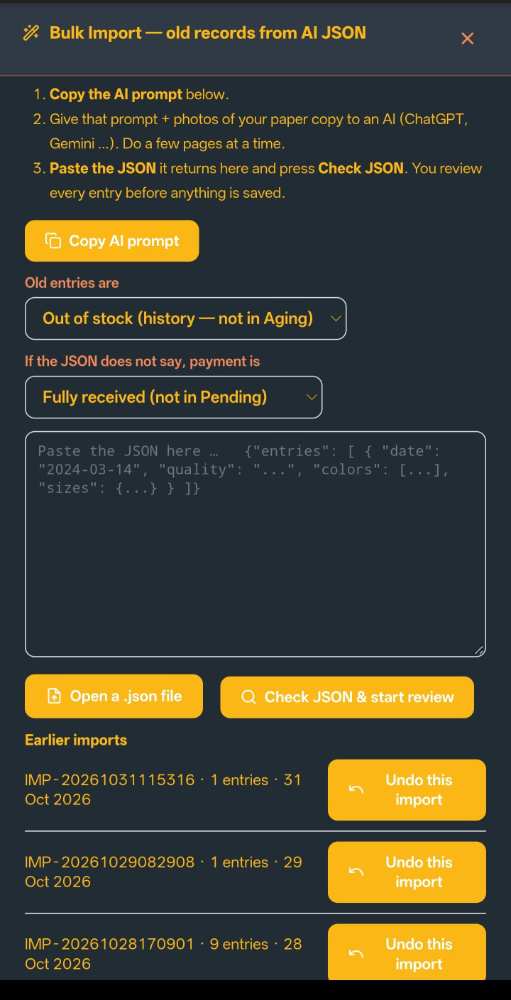 Bulk Import — old records from AI JSON
1. Copy the AI prompt below.
2. Give that prompt + photos of your paper copy to an AI (ChatGPT,
Gemini ...). Do a few pages at a time.
3. Paste the JSON it returns here and press Check JSON. You review
every entry before anything is saved.
Copy AI prompt
Old entries are
Out of stock (history — not in Aging)
If the JSON does not say, payment is
Fully received (not in Pending)
Paste the JSON here …   {"entries": [ { "date":
"2024-03-14", "quality": "...", "colors": [...],
"sizes": {...} } ]}
Open a .json file
Check JSON & start review
Earlier imports
IMP-20261031115316 · 1 entries · 31
Oct 2026
Undo this
import
IMP-20261029082908 · 1 entries · 29
Oct 2026
Undo this
import
IMP-20261028170901 · 9 entries · 28
Oct 2026
Undo this
import